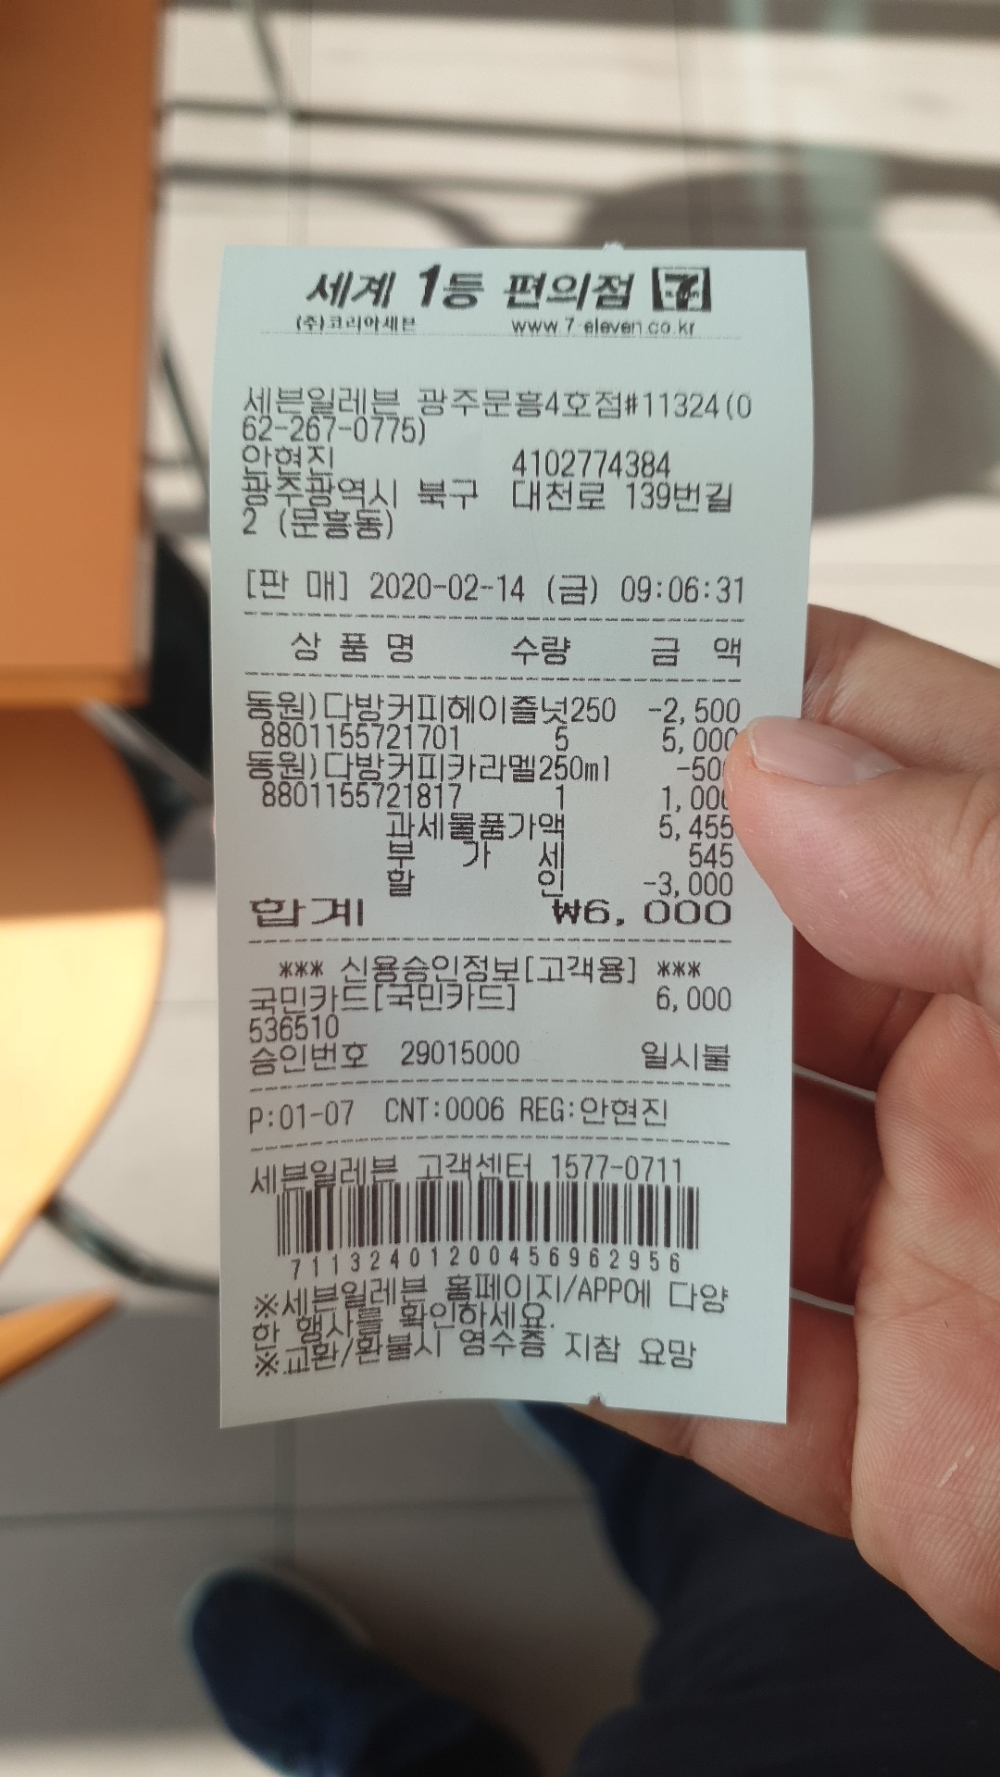 세계 1등 편의점
(주)코리아세븐 www.7-eleven.co.kr
세븐일레븐 광주문흥4호점#11324(0
62-267-0775)
안현진 4102774384
광주광역시 북구 대천로 139번길
2 (문흥동)
[판 매] 2020-02-14 (금) 09:06:31
상 품 명 수량 금 액
동원)다방커피헤이즐넛250 -2,500
8801155721701 5 5,000
동원)다방커피카라멜250ml
8801155721817 1
과세물품가액 5,455
부 가 세 545
할 인 -3,000
합계 ₩6,000
*** 신용승인정보[고객용] ***
국민카드[국민카드] 6,000
536510
승인번호 29015000 일시불
P:01-07 CNT:0006 REG:안현진
세븐일레븐 고객센터 1577-0711
71132401200456962956
※세븐일레븐 홈페이지/APP에 다양
한 행사를 확인하세요.
※교환/환불시 영수증 지참 요망